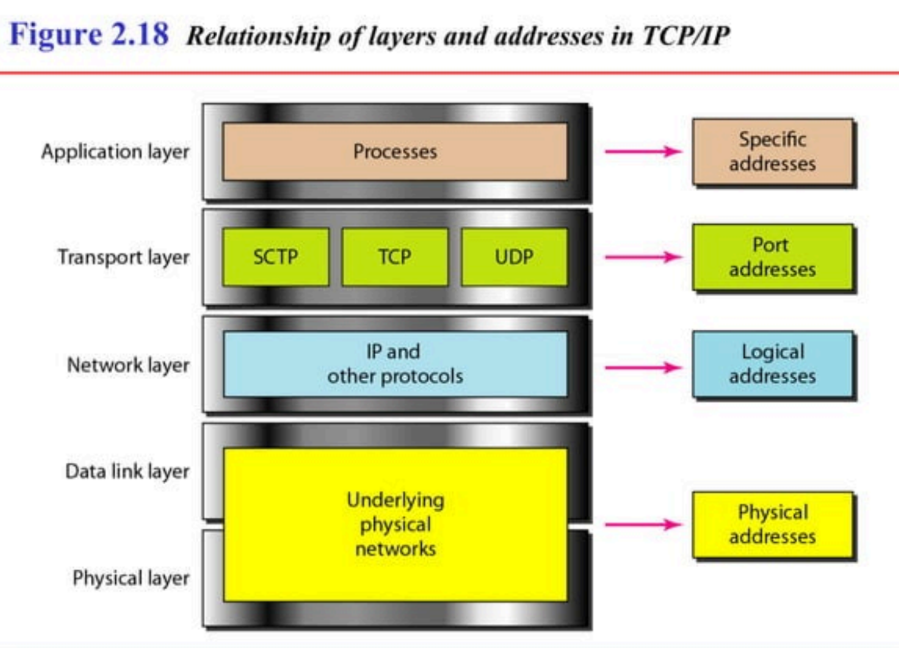 Figure 2.18 Relationship of layers and addresses in TCP/IP
Application layer
Processes
Specific
addresses
Transport layer
SCTP
TCP
UDP
Port
addresses
Network layer
IP and
other protocols
Logical
addresses
Data link layer
Underlying
physical
networks
Physical
addresses
Physical layer